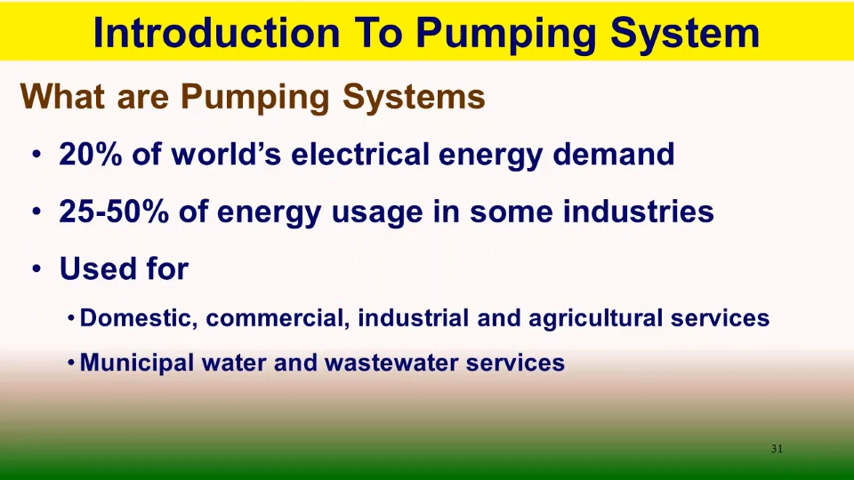 Introduction To Pumping System
What are Pumping Systems
• 20% of world’s electrical energy demand
• 25-50% of energy usage in some industries
• Used for
• Domestic, commercial, industrial and agricultural services
• Municipal water and wastewater services
31